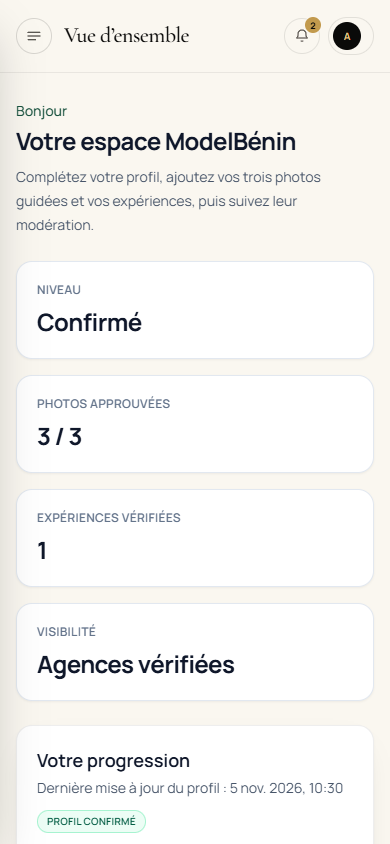 Vue d’ensemble
2
A
Bonjour
Votre espace ModelBénin
Complétez votre profil, ajoutez vos trois photos
guidées et vos expériences, puis suivez leur
modération.
NIVEAU
Confirmé
PHOTOS APPROUVÉES
3 / 3
EXPÉRIENCES VÉRIFIÉES
1
VISIBILITÉ
Agences vérifiées
Votre progression
Dernière mise à jour du profil : 5 nov. 2026, 10:30
PROFIL CONFIRMÉ